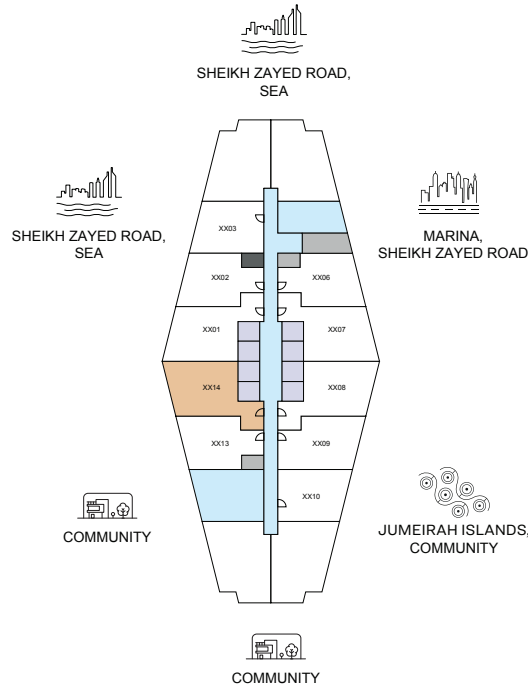 SHEIKH ZAYED ROAD,
SEA
SHEIKH ZAYED ROAD,
SEA
MARINA,
SHEIKH ZAYED ROAD
XX03
XX02
XX06
XX01
XX07
XX14
XX08
XX13
XX09
XX10
COMMUNITY
JUMEIRAH ISLANDS,
COMMUNITY
COMMUNITY